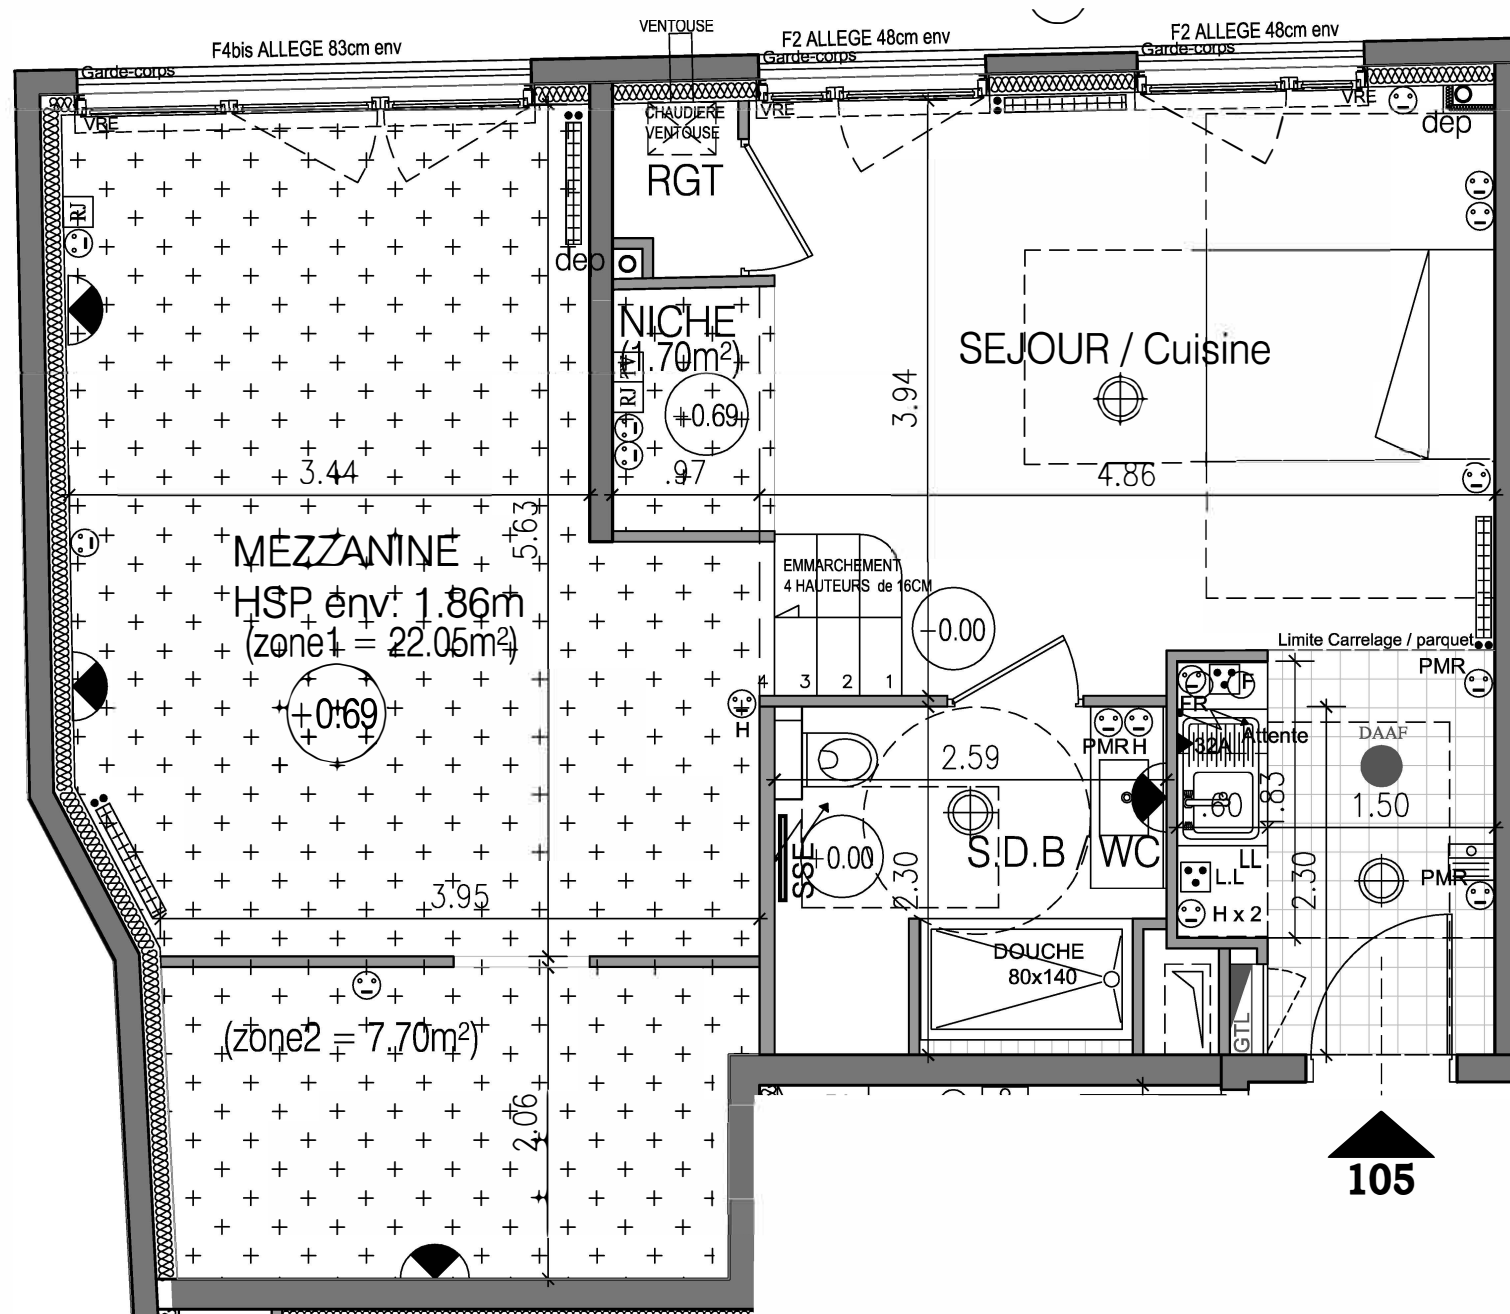 VENTOUSE
F4bis ALLEGE 83cm env
F2 ALLEGE 48cm env
F2 ALLEGE 48cm env
Garde-corps
Garde-corps
Garde-corps
VRE
VRE
VRE
CHAUDIERE
VENTOUSE
RGT
dep
dep
RJ
NICHE
(1.70m²)
TV
RJ
+0.69
.97
SEJOUR / Cuisine
3.94
4.86
3.44
5.63
MEZZANINE
HSP env: 1.86m
(zone1 = 22.05m²)
+0.69
EMMARCHEMENT
4 HAUTEURS de 16CM
-0.00
4 3 2 1
H
Limite Carrelage / parquet
PMR
F
FR
32A
Attente
DAAF
PMR H
2.59
.60
1.83
1.50
SSE
+0.00
2.30
S.D.B
WC
LL
L.L
2.30
PMR
H x 2
3.95
DOUCHE
80x140
GTL
(zone2 = 7.70m²)
2.06
105